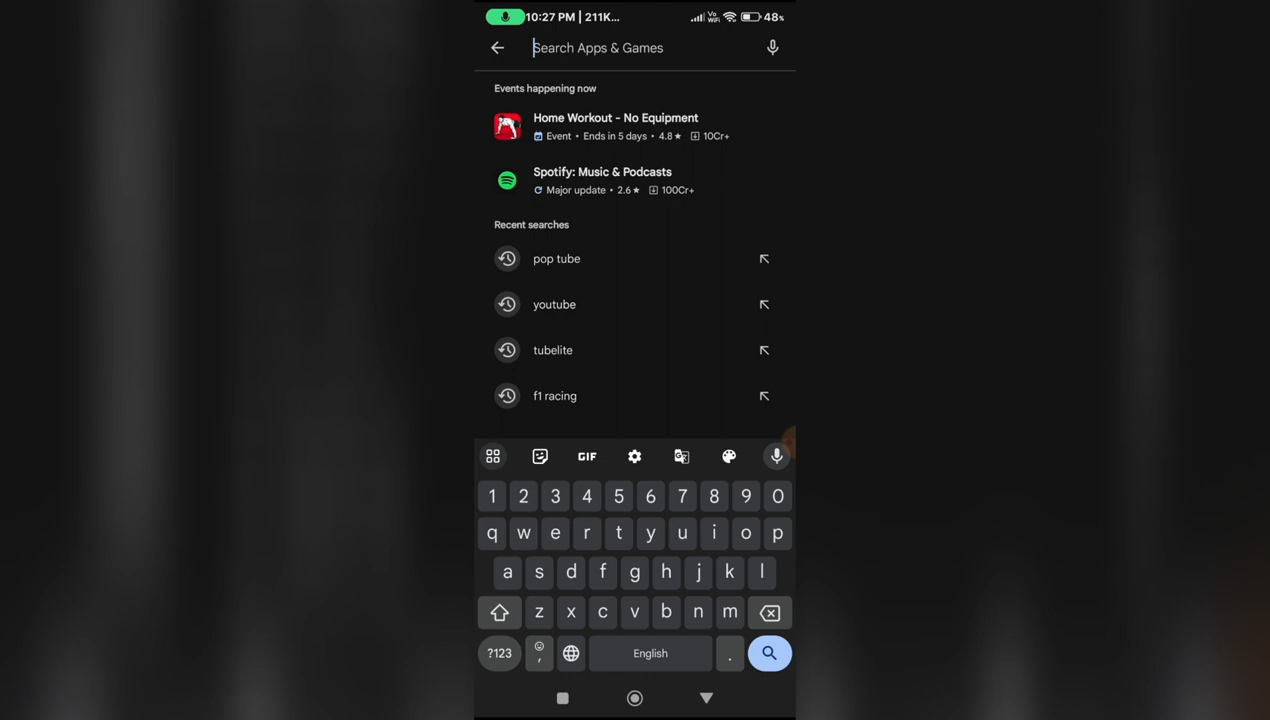 10:27 PM | 211K...
Vo WiFi 48%
Search Apps & Games
Events happening now
Home Workout - No Equipment
Event • Ends in 5 days • 4.8★ 10Cr+
Spotify: Music & Podcasts
Major update • 2.6★ 100Cr+
Recent searches
pop tube
youtube
tubelite
f1 racing
GIF
1 2 3 4 5 6 7 8 9 0
q w e r t y u i o p
a s d f g h j k l
z x c v b n m
?123 , English .